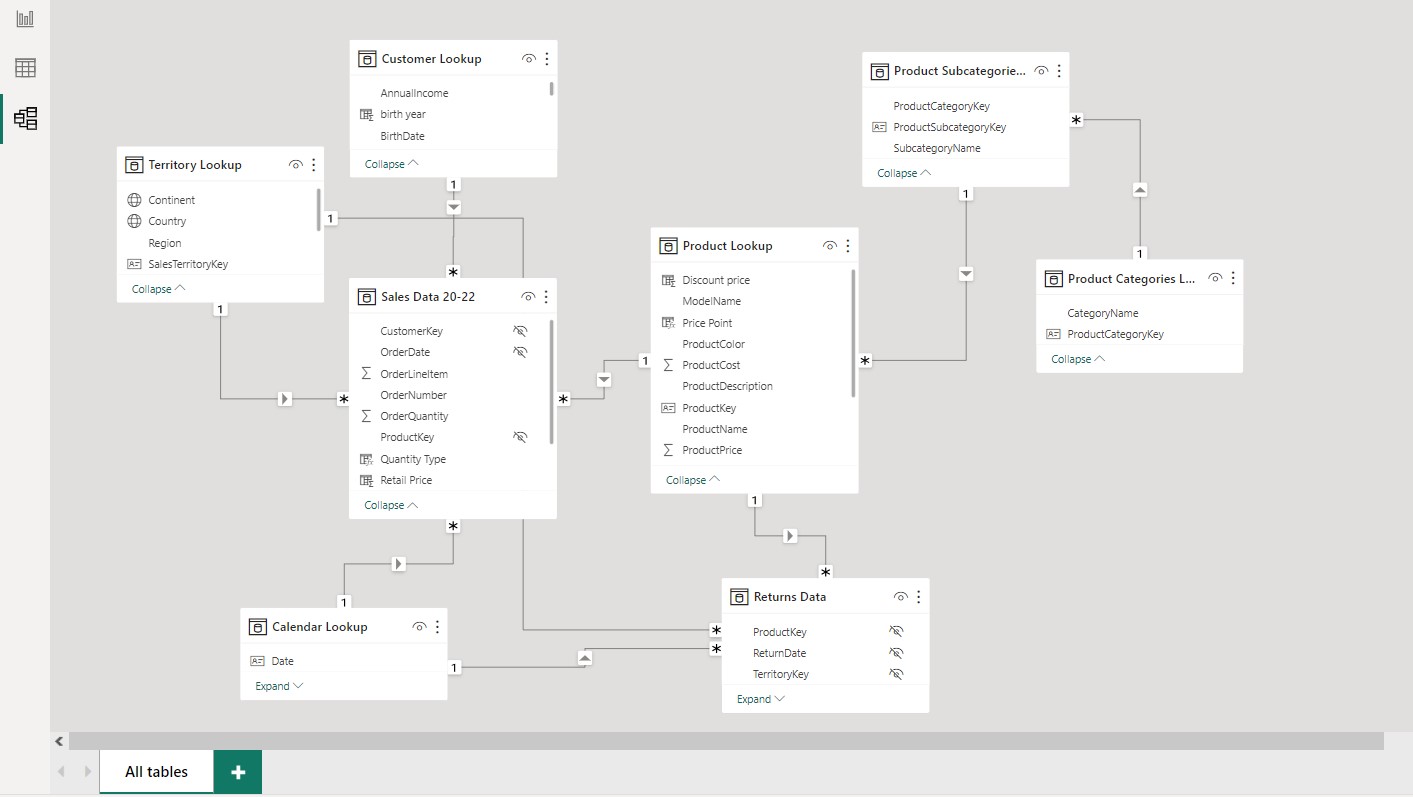 Customer Lookup
AnnualIncome
birth year
BirthDate
Collapse
1
*
Territory Lookup
Continent
Country
Region
SalesTerritoryKey
Collapse
1
1
*
Sales Data 20-22
CustomerKey
OrderDate
OrderLineItem
OrderNumber
OrderQuantity
ProductKey
Quantity Type
Retail Price
Collapse
*
*
1
Product Lookup
Discount price
ModelName
Price Point
ProductColor
ProductCost
ProductDescription
ProductKey
ProductName
ProductPrice
Collapse
1
*
*
Product Subcategorie...
ProductCategoryKey
ProductSubcategoryKey
SubcategoryName
Collapse
1
*
1
Product Categories L...
CategoryName
ProductCategoryKey
Collapse
1
Calendar Lookup
Date
Expand
1
*
*
Returns Data
ProductKey
ReturnDate
TerritoryKey
Expand
All tables
+